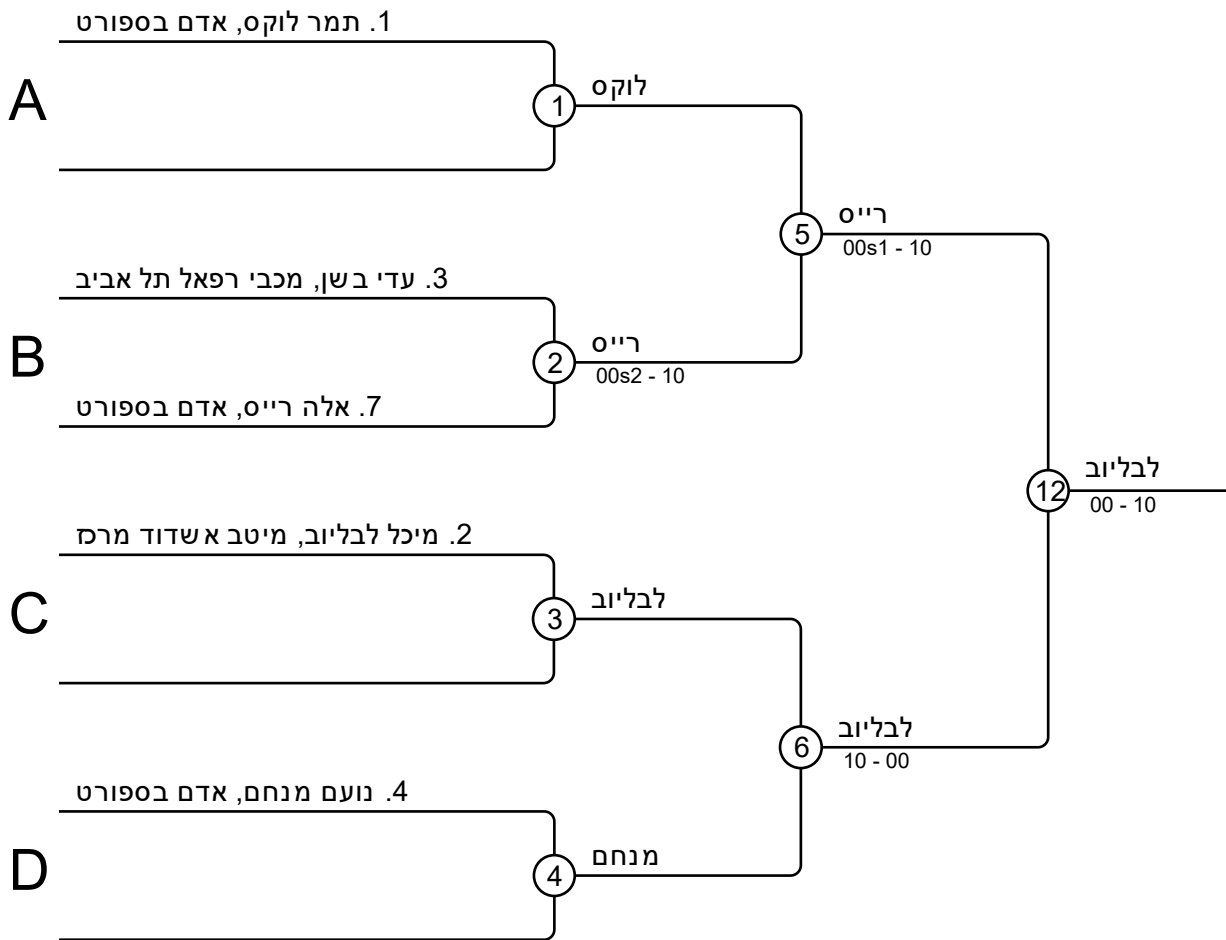 1. תמר לוקס, אדם בספורט
A
1
לוקס
5
רייס
00s1 - 10
3. עדי בשן, מכבי רפאל תל אביב
B
2
רייס
00s2 - 10
7. אלה רייס, אדם בספורט
12
לבליוב
00 - 10
2. מיכל לבליוב, מיטב אשדוד מרכז
C
3
לבליוב
6
לבליוב
10 - 00
4. נועם מנחם, אדם בספורט
D
4
מנחם